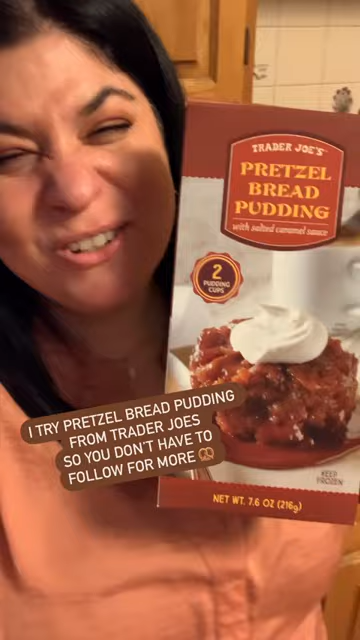 TRADER JOE'S
PRETZEL
BREAD
PUDDING
with salted caramel sauce
2
PUDDING
CUPS
I TRY PRETZEL BREAD PUDDING
FROM TRADER JOES
SO YOU DON'T HAVE TO
FOLLOW FOR MORE 🥨
KEEP
FROZEN
NET WT. 7.6 OZ (216g)